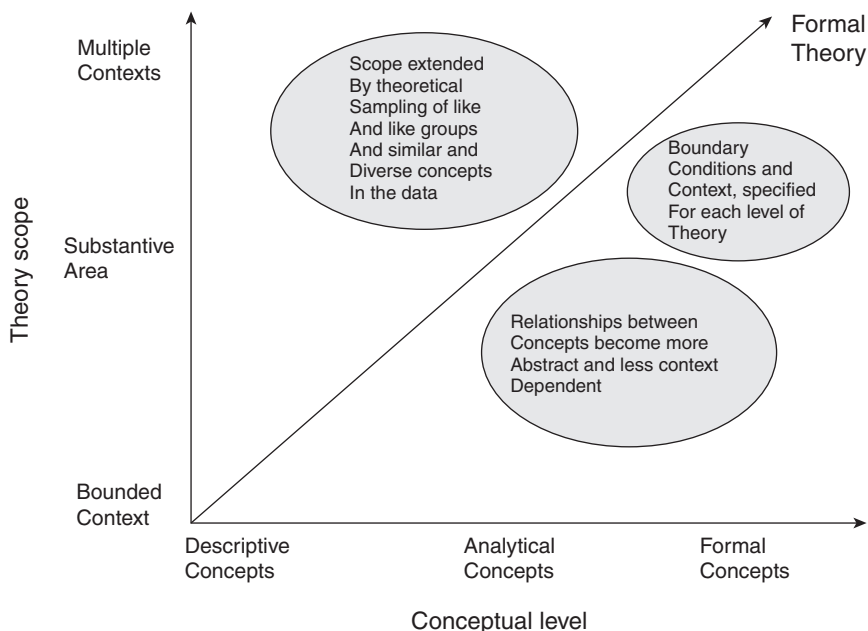 Formal
Theory
Multiple
Contexts
Scope extended
By theoretical
Sampling of like
And like groups
And similar and
Diverse concepts
In the data
Boundary
Conditions and
Context, specified
For each level of
Theory
Theory scope
Substantive
Area
Relationships between
Concepts become more
Abstract and less context
Dependent
Bounded
Context
Descriptive
Concepts
Analytical
Concepts
Formal
Concepts
Conceptual level